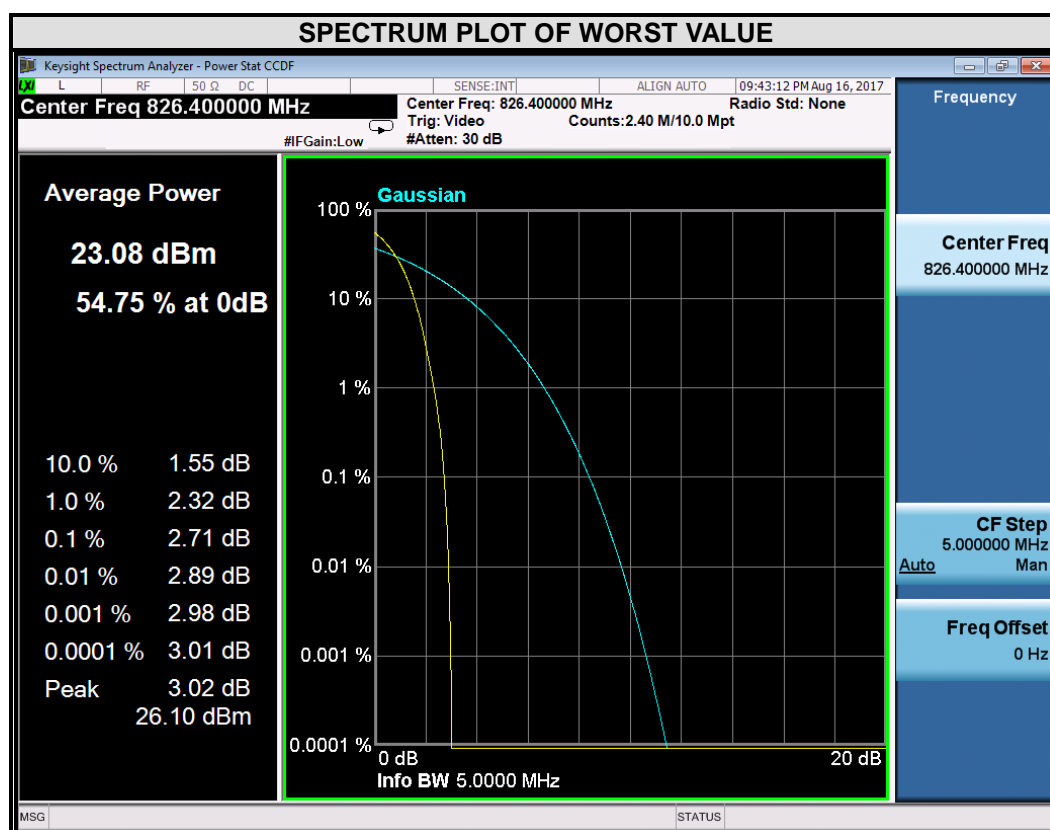 SPECTRUM PLOT OF WORST VALUE
Keysight Spectrum Analyzer - Power Stat CCDF
LXI L RF 50 Ω DC SENSE:INT ALIGN AUTO 09:43:12 PM Aug 16, 2017
Center Freq 826.400000 MHz
Center Freq: 826.400000 MHz Radio Std: None
Trig: Video Counts:2.40 M/10.0 Mpt
#IFGain:Low #Atten: 30 dB
Frequency
Average Power
23.08 dBm
54.75 % at 0dB
10.0 % 1.55 dB
1.0 % 2.32 dB
0.1 % 2.71 dB
0.01 % 2.89 dB
0.001 % 2.98 dB
0.0001 % 3.01 dB
Peak 3.02 dB
26.10 dBm
Gaussian
100 %
10 %
1 %
0.1 %
0.01 %
0.001 %
0.0001 %
0 dB 20 dB
Info BW 5.0000 MHz
Center Freq
826.400000 MHz
CF Step
5.000000 MHz
Auto Man
Freq Offset
0 Hz
MSG STATUS